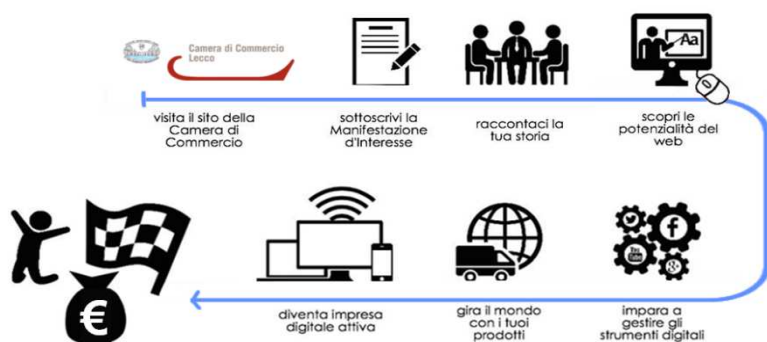 Camera di Commercio
Lecco
Aa
visita il sito della
Camera di
Commercio
sottoscrivi la
Manifestazione
d'Interesse
raccontaci la
tua storia
scopri le
potenzialità del
web
f
You
Tube
g+
€
diventa impresa
digitale attiva
gira il mondo
con i tuoi
prodotti
impara a
gestire gli
strumenti digitali